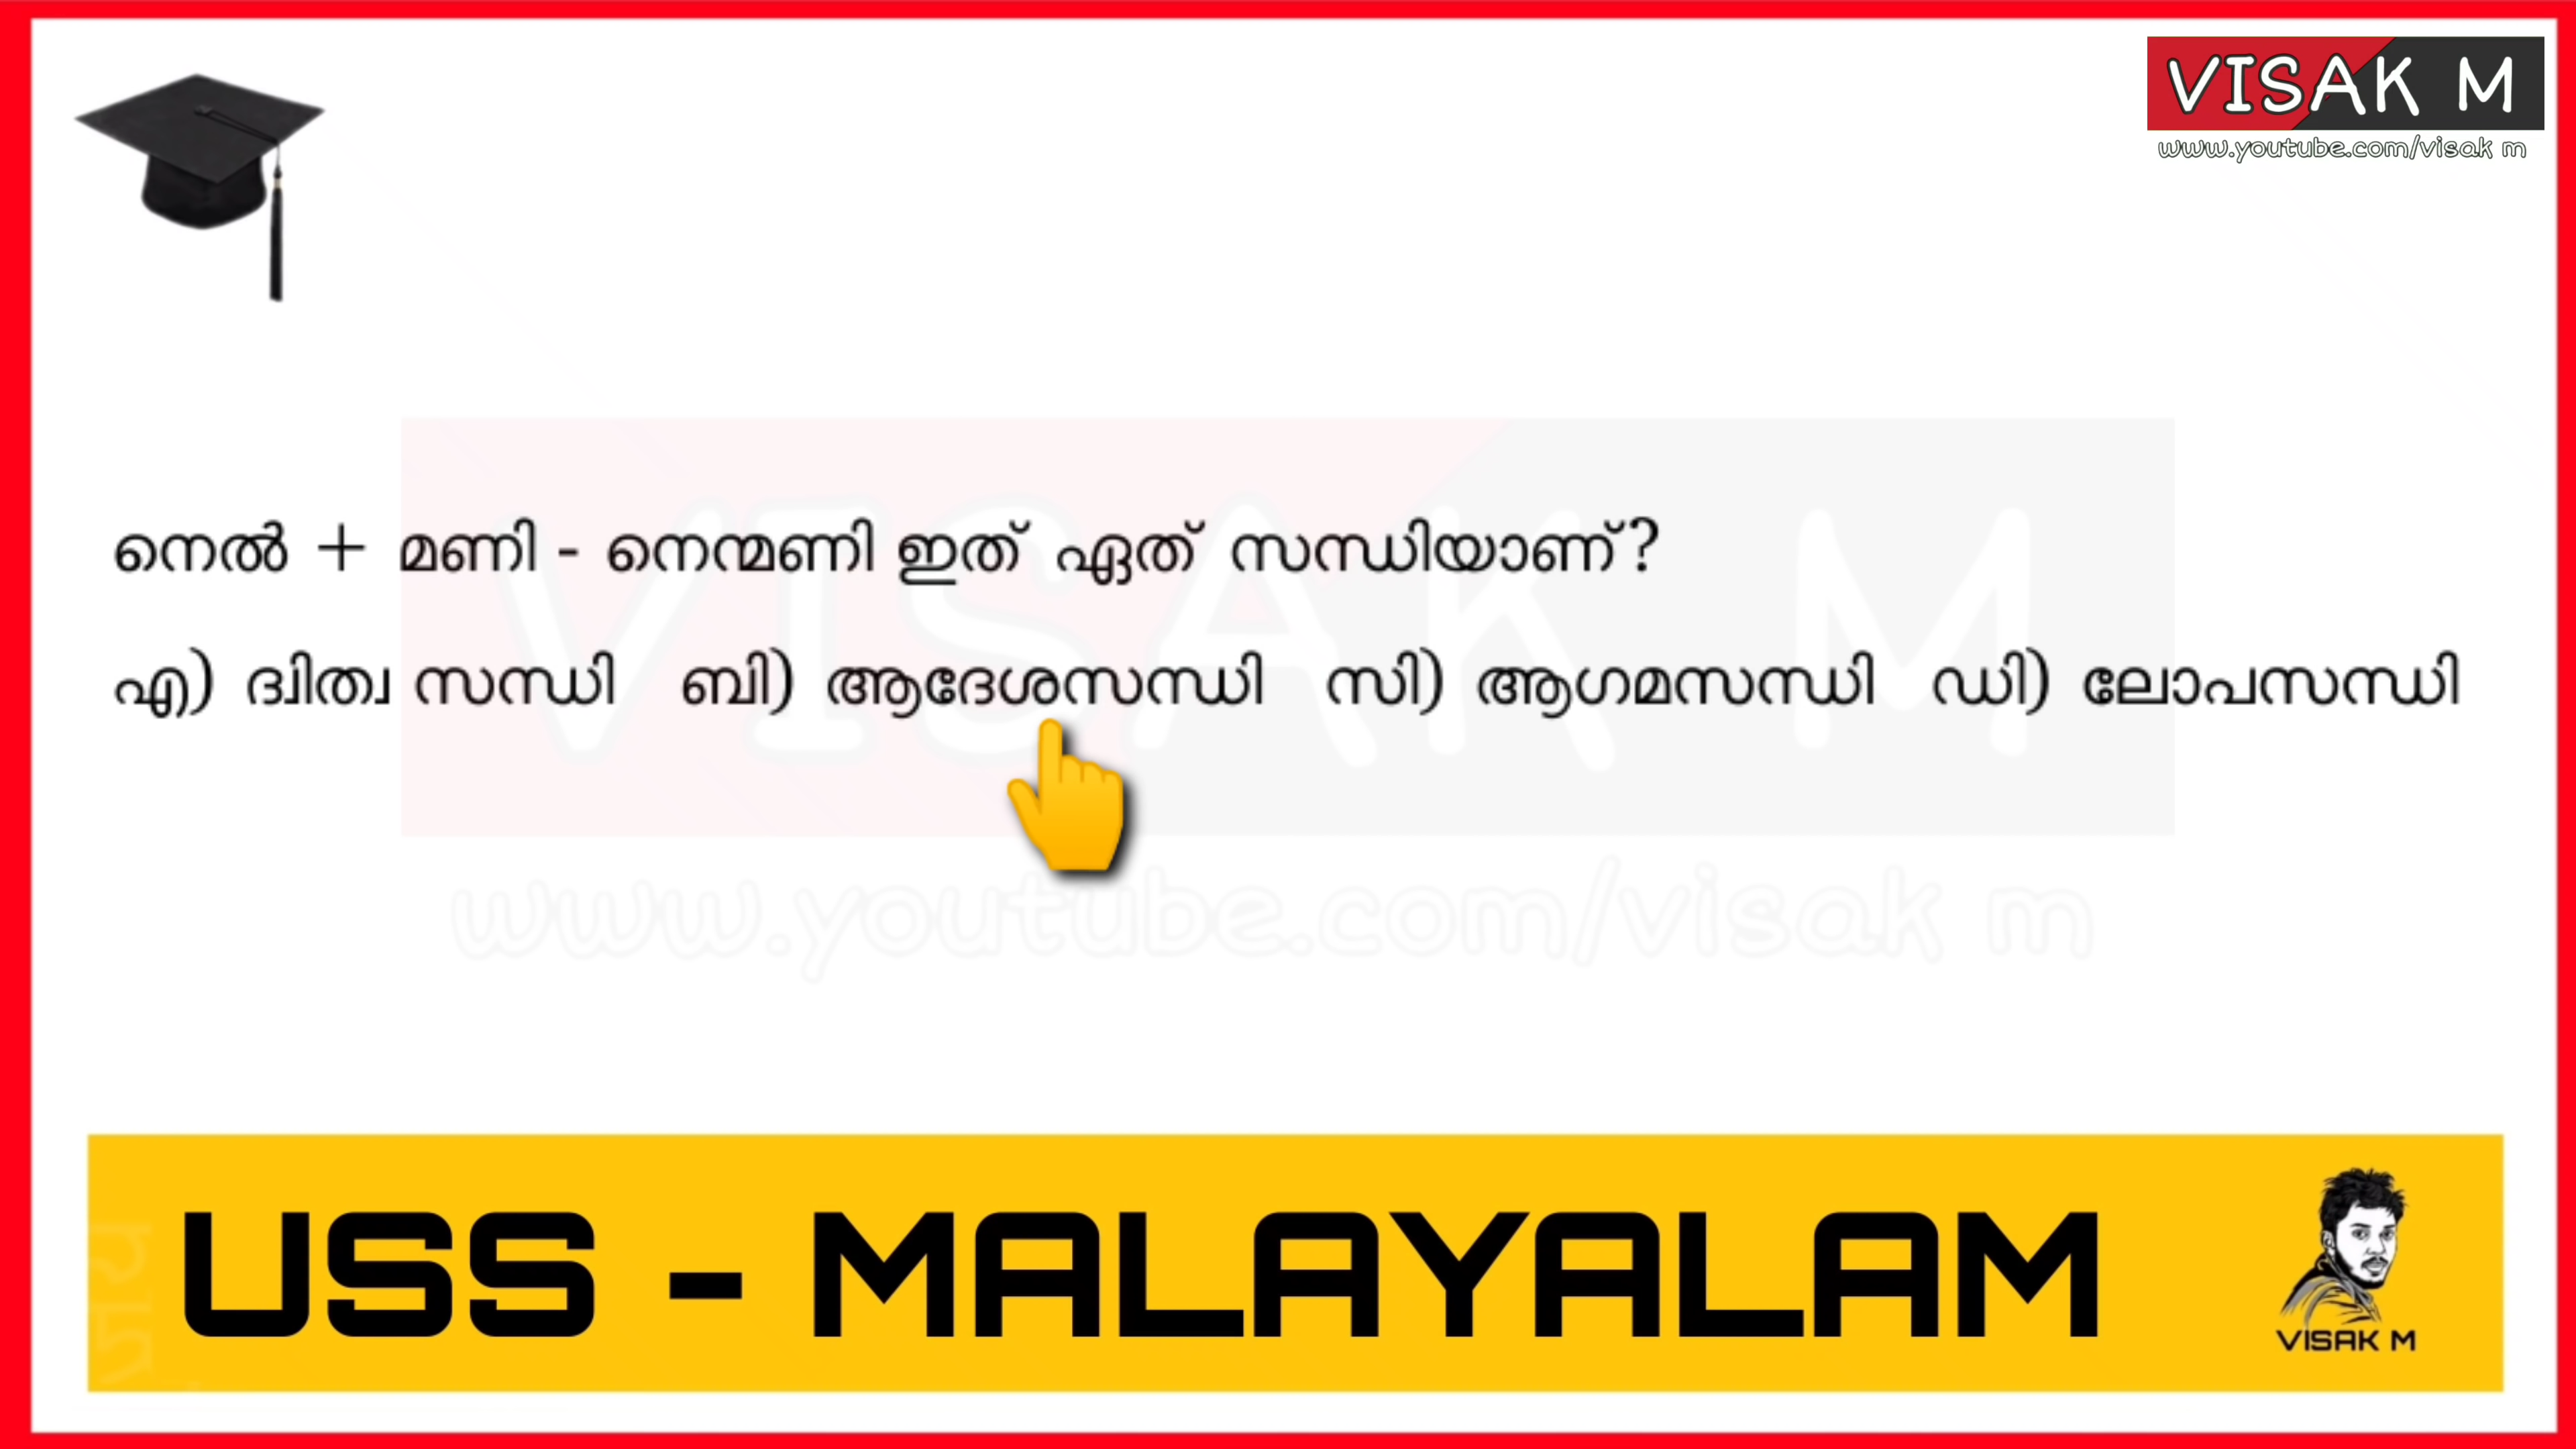 VISAK M
www.youtube.com/visak m
നെൽ + മണി - നെന്മണി ഇത് ഏത് സന്ധിയാണ്?
എ) ദ്വിത്വ സന്ധി ബി) ആദേശസന്ധി സി) ആഗമസന്ധി ഡി) ലോപസന്ധി
VISAK M
www.youtube.com/visak m
USS - MALAYALAM
VISAK M